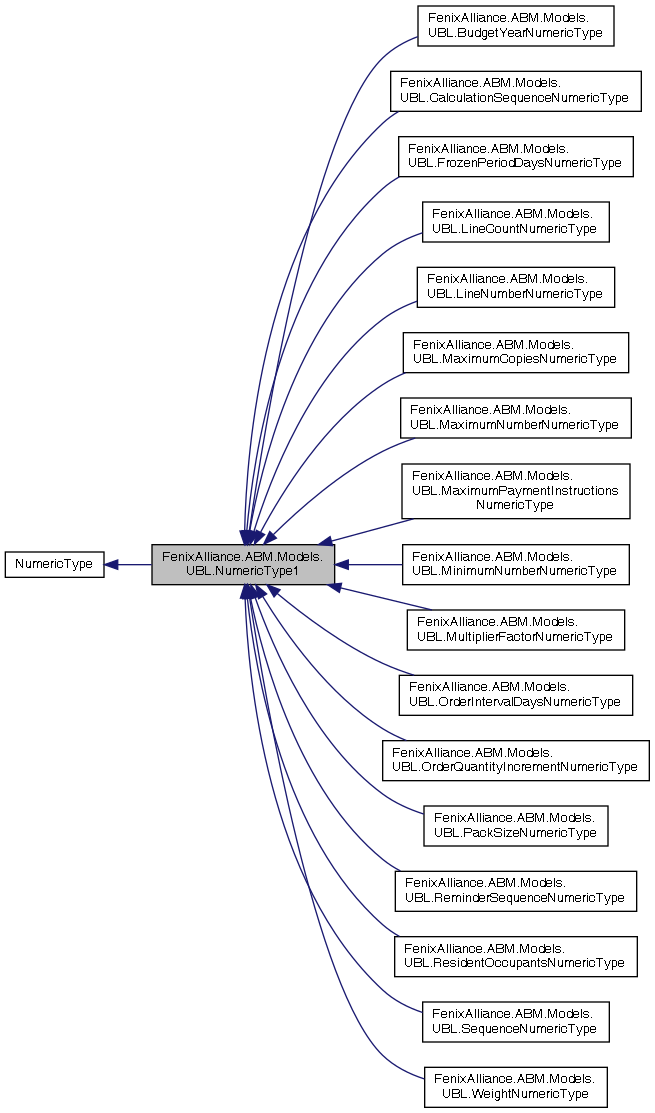 NumericType
FenixAlliance.ABM.Models.
UBL.NumericType1
FenixAlliance.ABM.Models.
UBL.BudgetYearNumericType
FenixAlliance.ABM.Models.
UBL.CalculationSequenceNumericType
FenixAlliance.ABM.Models.
UBL.FrozenPeriodDaysNumericType
FenixAlliance.ABM.Models.
UBL.LineCountNumericType
FenixAlliance.ABM.Models.
UBL.LineNumberNumericType
FenixAlliance.ABM.Models.
UBL.MaximumCopiesNumericType
FenixAlliance.ABM.Models.
UBL.MaximumNumberNumericType
FenixAlliance.ABM.Models.
UBL.MaximumPaymentInstructions
NumericType
FenixAlliance.ABM.Models.
UBL.MinimumNumberNumericType
FenixAlliance.ABM.Models.
UBL.MultiplierFactorNumericType
FenixAlliance.ABM.Models.
UBL.OrderIntervalDaysNumericType
FenixAlliance.ABM.Models.
UBL.OrderQuantityIncrementNumericType
FenixAlliance.ABM.Models.
UBL.PackSizeNumericType
FenixAlliance.ABM.Models.
UBL.ReminderSequenceNumericType
FenixAlliance.ABM.Models.
UBL.ResidentOccupantsNumericType
FenixAlliance.ABM.Models.
UBL.SequenceNumericType
FenixAlliance.ABM.Models.
UBL.WeightNumericType